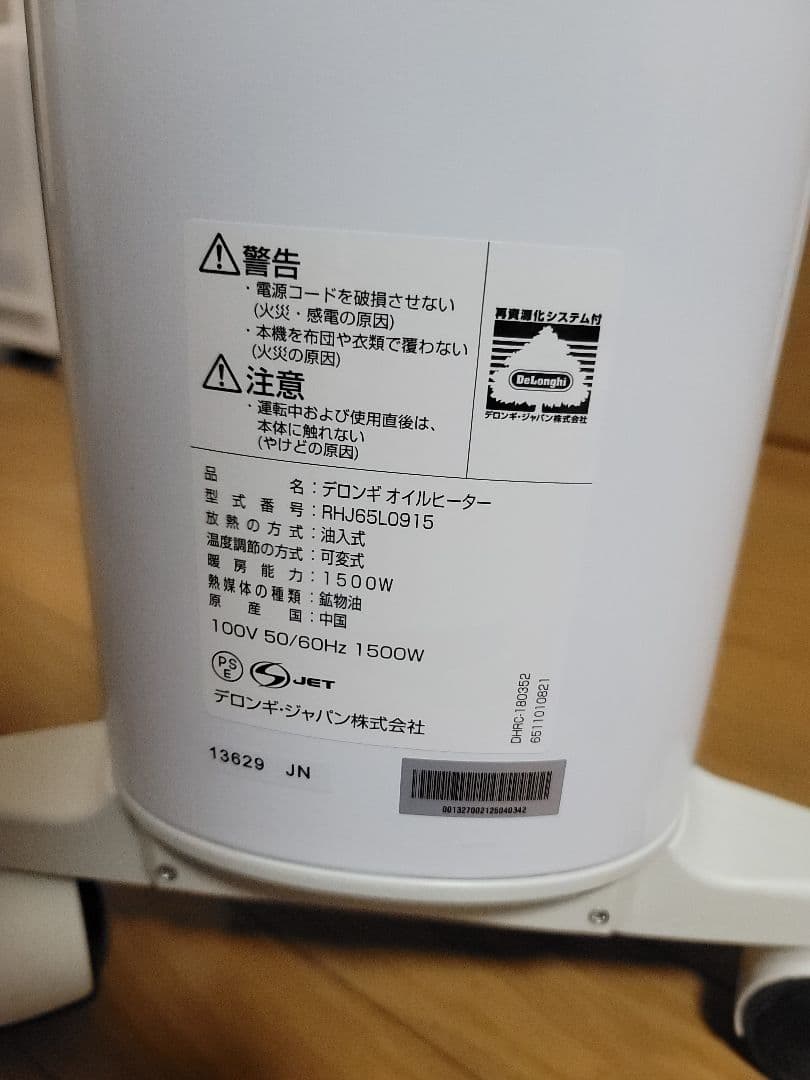 警告
・電源コードを破損させない
(火災・感電の原因)
・本機を布団や衣類で覆わない
(火災の原因)
注意
・運転中および使用直後は、
本体に触れない
(やけどの原因)
再資源化システム付
DeLonghi
デロンギ・ジャパン株式会社
品名：デロンギ オイルヒーター
型式番号：RHJ65L0915
放熱の方式：油入式
温度調節の方式：可変式
暖房能力：1500W
熱媒体の種類：鉱物油
原産国：中国
100V 50/60Hz 1500W
PS
E
JET
デロンギ・ジャパン株式会社
DHRC-180352
6511010821
13629 JN
001327002125040342